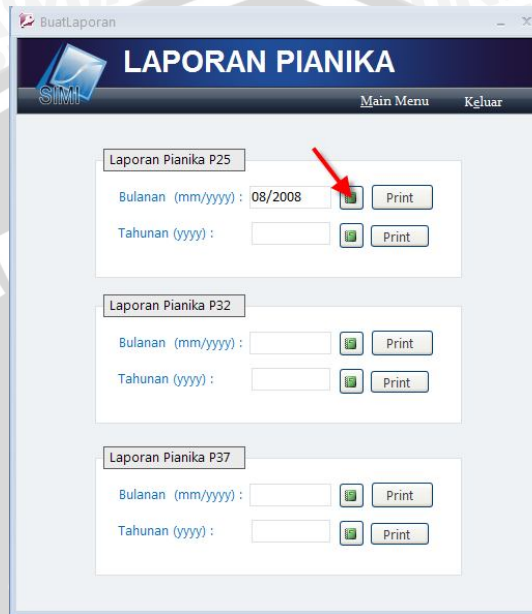 BuatLaporan
LAPORAN PIANIKA
SIMI
Main Menu Keluar
Laporan Pianika P25
Bulanan (mm/yyyy) : 08/2008 Print
Tahunan (yyyy) : Print
Laporan Pianika P32
Bulanan (mm/yyyy) : Print
Tahunan (yyyy) : Print
Laporan Pianika P37
Bulanan (mm/yyyy) : Print
Tahunan (yyyy) : Print